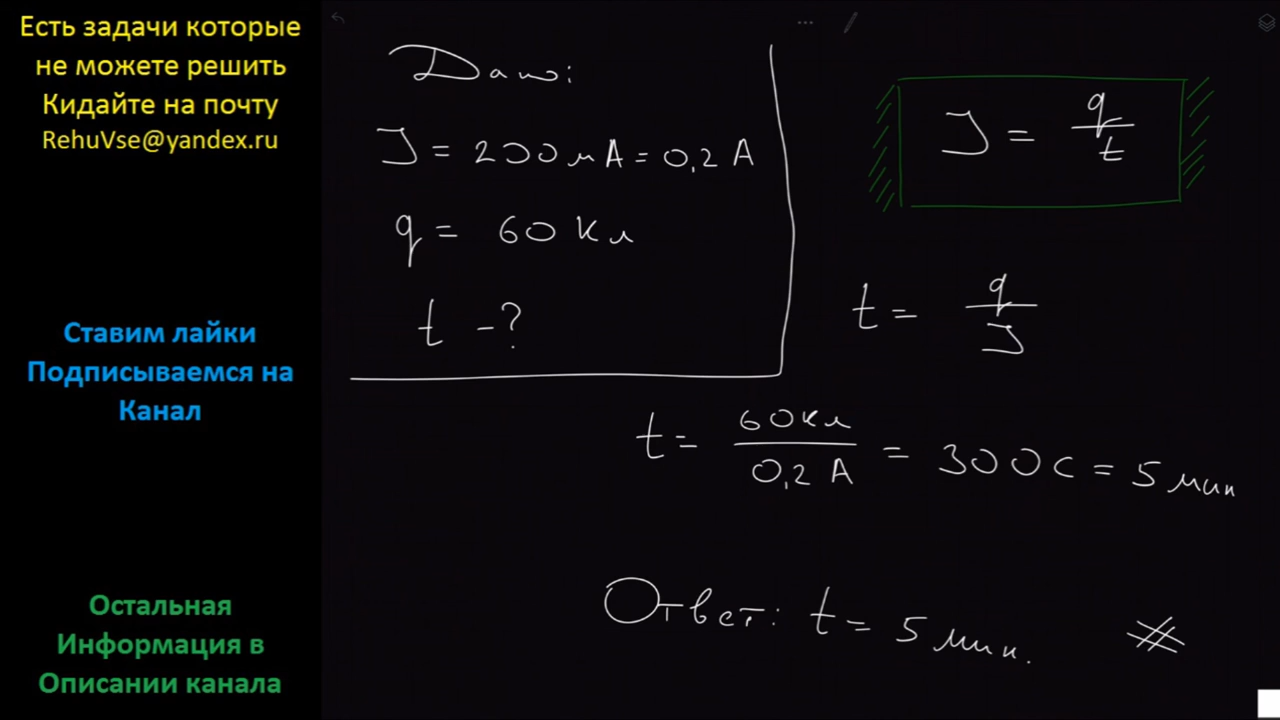 Есть задачи которые
не можете решить
Кидайте на почту
RehuVse@yandex.ru
Ставим лайки
Подписываемся на
Канал
Остальная
Информация в
Описании канала
Дано:
J = 200 мА = 0,2 А
q = 60 Кл
t - ?
J = q/t
t = q/J
t = 60 Кл/0,2 А = 300 С = 5 мин
Ответ: t = 5 мин.